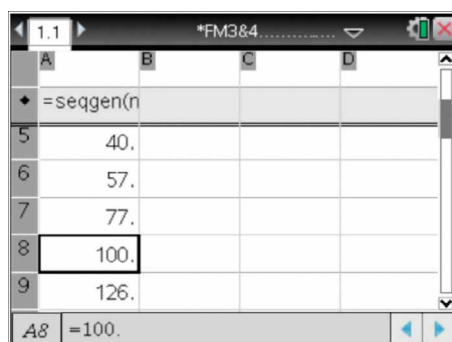 1.1 *FM3&4..............
A B C D
=seqgen(n
5 40.
6 57.
7 77.
8 100.
9 126.
A8 =100.